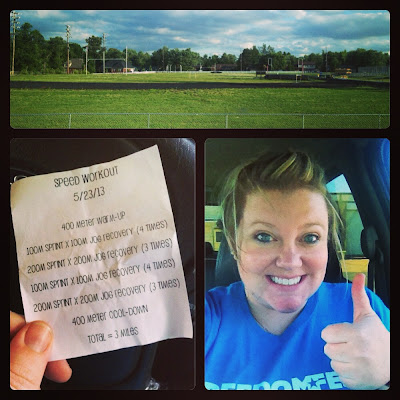 SPEED WORKOUT
5/23/13
400 METER WARM-UP
100M SPRINT X 100M JOG RECOVERY (4 TIMES)
200M SPRINT X 200M JOG RECOVERY (3 TIMES)
100M SPRINT X 100M JOG RECOVERY (4 TIMES)
200M SPRINT X 200M JOG RECOVERY (3 TIMES)
400 METER COOL-DOWN
TOTAL = 3 MILES